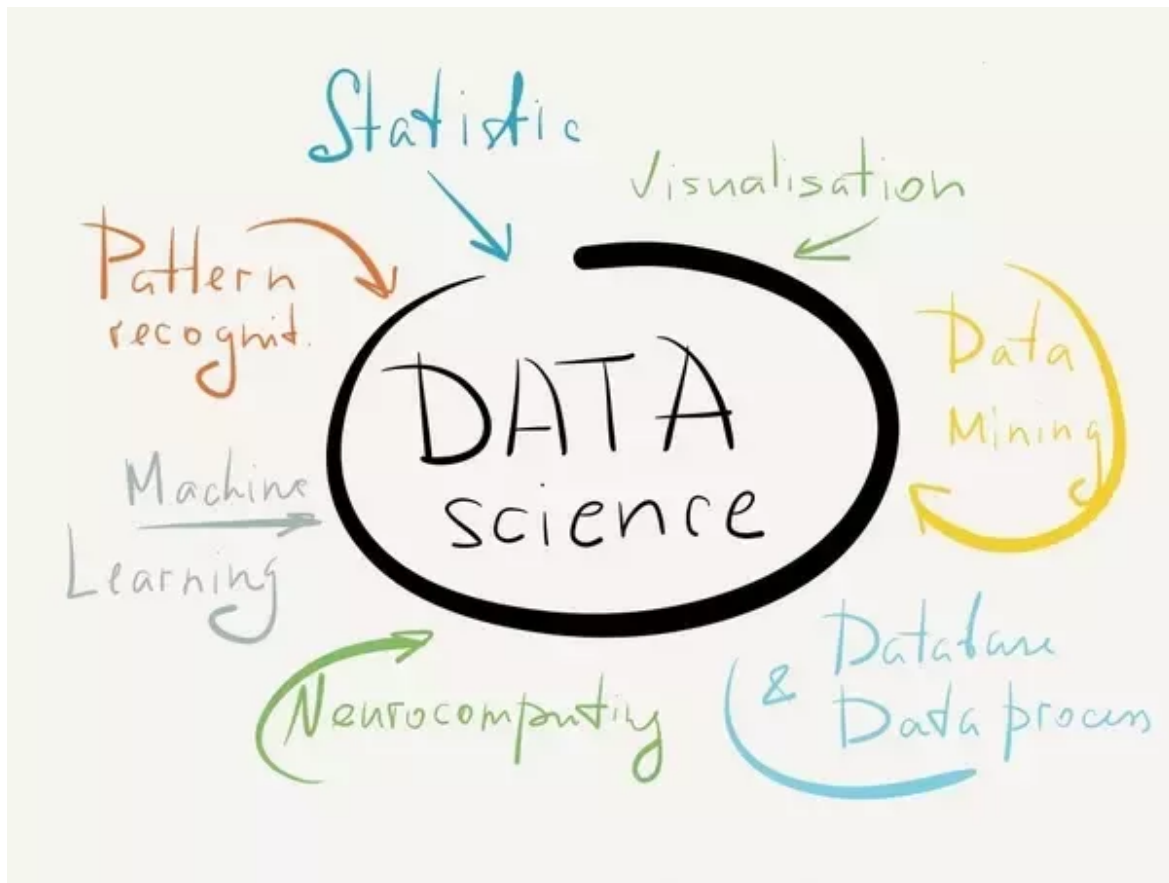 Statistic
Visualisation
Pattern
recognit.
Data
Mining
DATA
science
Machine
Learning
Database
& Data process
Neurocomputing